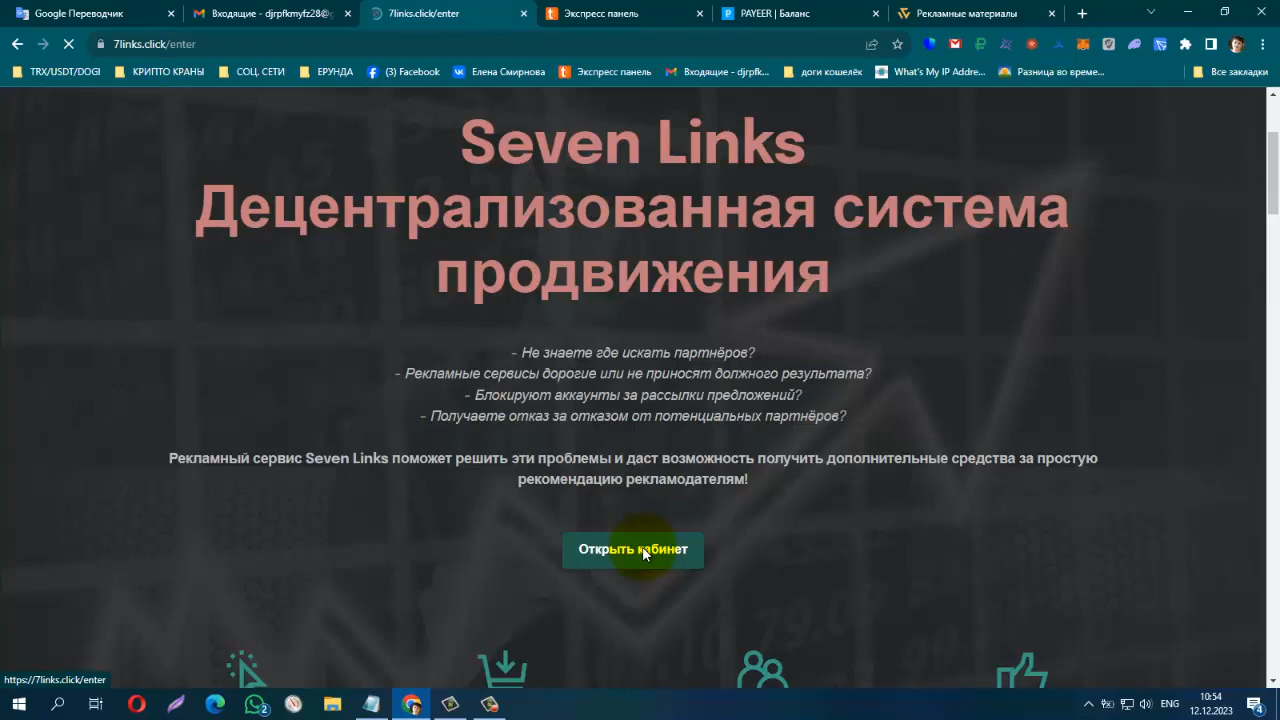 Google Переводчик
Входящие - djrpfkmyfz28@g
7links.click/enter
Экспресс панель
PAYEER | Баланс
Рекламные материалы
7links.click/enter
TRX/USDT/DOGI
КРИПТО КРАНЫ
СОЦ. СЕТИ
ЕРУНДА
(3) Facebook
Елена Смирнова
Экспресс панель
Входящие - djrpfk...
доги кошелёк
What's My IP Addre...
Разница во време...
Все закладки
Seven Links
Децентрализованная система
продвижения
- Не знаете где искать партнёров?
- Рекламные сервисы дорогие или не приносят должного результата?
- Блокируют аккаунты за рассылки предложений?
- Получаете отказ за отказом от потенциальных партнёров?
Рекламный сервис Seven Links поможет решить эти проблемы и даст возможность получить дополнительные средства за простую
рекомендацию рекламодателям!
Открыть кабинет
https://7links.click/enter
2
ENG
10:54
12.12.2023
4